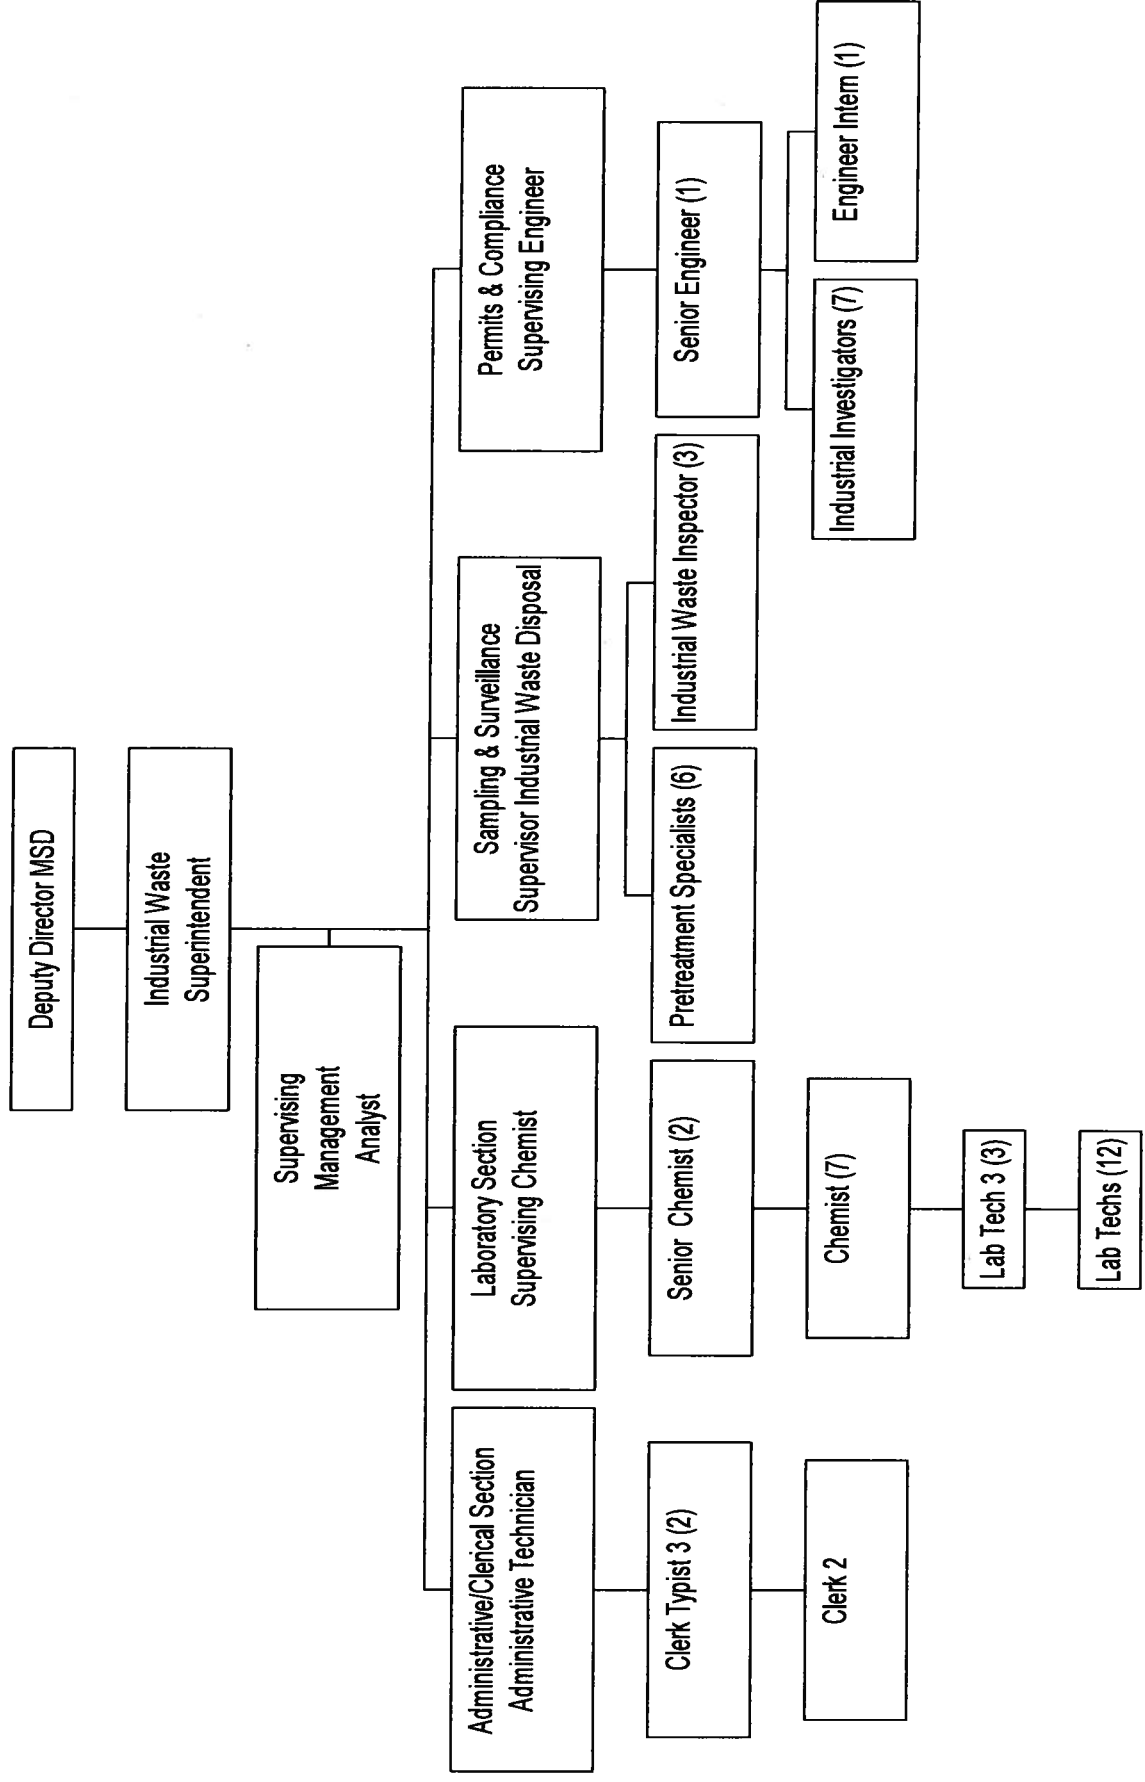 Deputy Director MSD
Industrial Waste
Superintendent
Supervising
Management
Analyst
Administrative/Clerical Section
Administrative Technician
Laboratory Section
Supervising Chemist
Sampling & Surveillance
Supervisor Industrial Waste Disposal
Permits & Compliance
Supervising Engineer
Clerk Typist 3 (2)
Senior Chemist (2)
Pretreatment Specialists (6)
Industrial Waste Inspector (3)
Senior Engineer (1)
Clerk 2
Chemist (7)
Industrial Investigators (7)
Engineer Intern (1)
Lab Tech 3 (3)
Lab Techs (12)